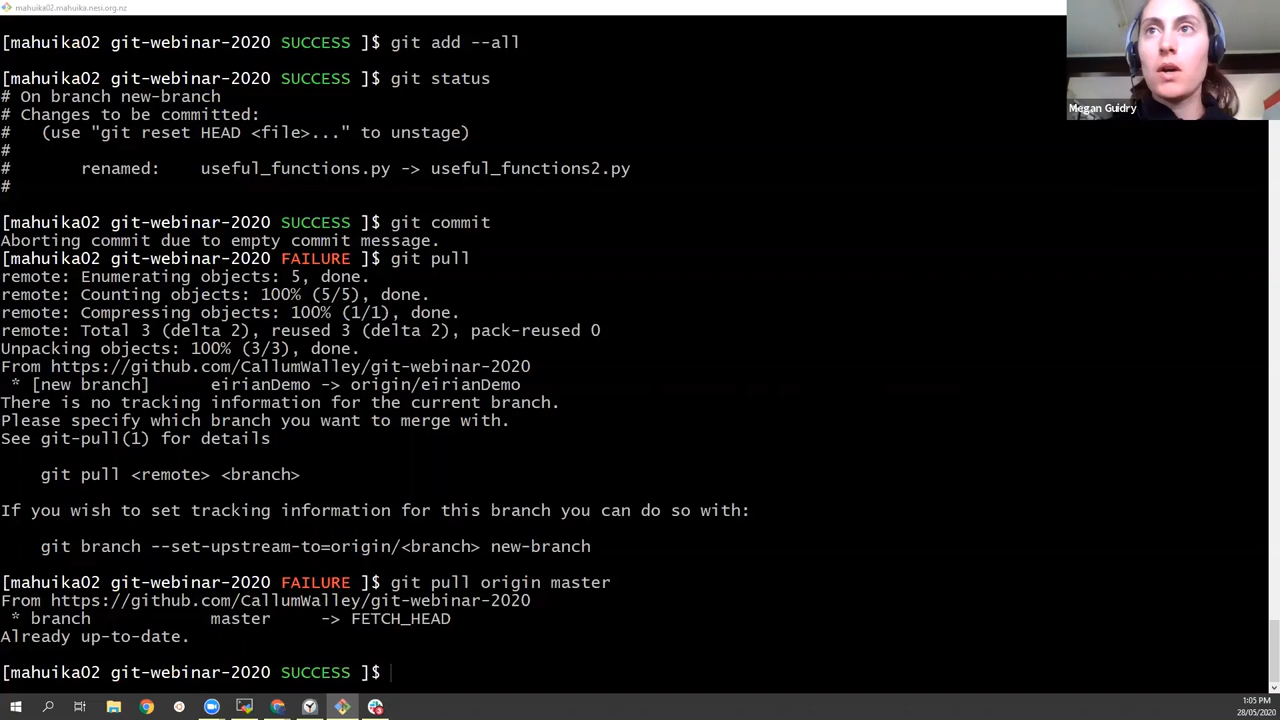 mahuika02.mahuika.nesi.org.nz
[mahuika02 git-webinar-2020 SUCCESS ]$ git add --all
[mahuika02 git-webinar-2020 SUCCESS ]$ git status
# On branch new-branch
# Changes to be committed:
#   (use "git reset HEAD <file>..." to unstage)
#
#       renamed:    useful_functions.py -> useful_functions2.py
#
[mahuika02 git-webinar-2020 SUCCESS ]$ git commit
Aborting commit due to empty commit message.
[mahuika02 git-webinar-2020 FAILURE ]$ git pull
remote: Enumerating objects: 5, done.
remote: Counting objects: 100% (5/5), done.
remote: Compressing objects: 100% (1/1), done.
remote: Total 3 (delta 2), reused 3 (delta 2), pack-reused 0
Unpacking objects: 100% (3/3), done.
From https://github.com/CallumWalley/git-webinar-2020
 * [new branch]      eirianDemo -> origin/eirianDemo
There is no tracking information for the current branch.
Please specify which branch you want to merge with.
See git-pull(1) for details
    git pull <remote> <branch>
If you wish to set tracking information for this branch you can do so with:
    git branch --set-upstream-to=origin/<branch> new-branch
[mahuika02 git-webinar-2020 FAILURE ]$ git pull origin master
From https://github.com/CallumWalley/git-webinar-2020
 * branch            master     -> FETCH_HEAD
Already up-to-date.
[mahuika02 git-webinar-2020 SUCCESS ]$
Megan Guidry
1:05 PM
28/05/2020